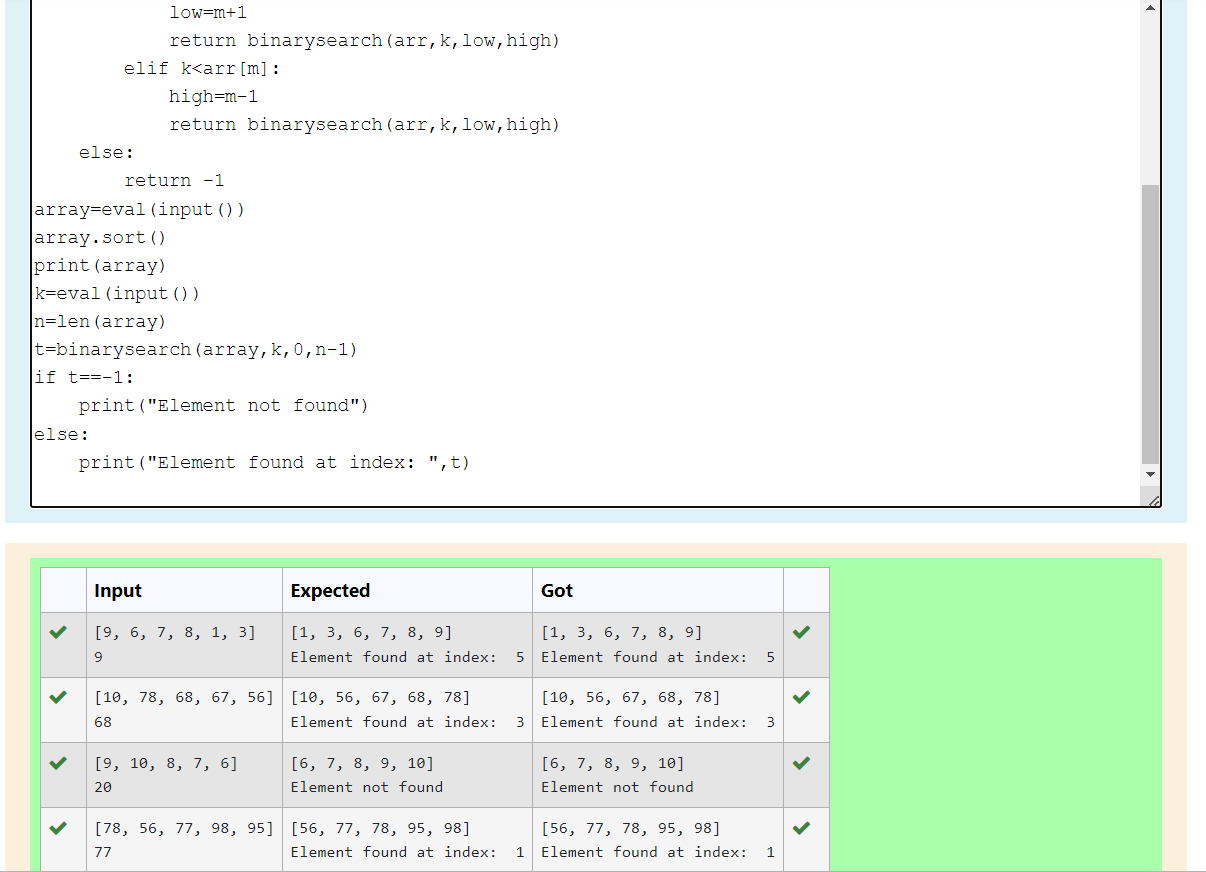 low=m+1
            return binarysearch(arr,k,low,high)
        elif k<arr[m]:
            high=m-1
            return binarysearch(arr,k,low,high)
    else:
        return -1
array=eval(input())
array.sort()
print(array)
k=eval(input())
n=len(array)
t=binarysearch(array,k,0,n-1)
if t==-1:
    print("Element not found")
else:
    print("Element found at index: ",t)
Input Expected Got
[9, 6, 7, 8, 1, 3] [1, 3, 6, 7, 8, 9] [1, 3, 6, 7, 8, 9]
9 Element found at index:  5 Element found at index:  5
[10, 78, 68, 67, 56] [10, 56, 67, 68, 78] [10, 56, 67, 68, 78]
68 Element found at index:  3 Element found at index:  3
[9, 10, 8, 7, 6] [6, 7, 8, 9, 10] [6, 7, 8, 9, 10]
20 Element not found Element not found
[78, 56, 77, 98, 95] [56, 77, 78, 95, 98] [56, 77, 78, 95, 98]
77 Element found at index:  1 Element found at index:  1